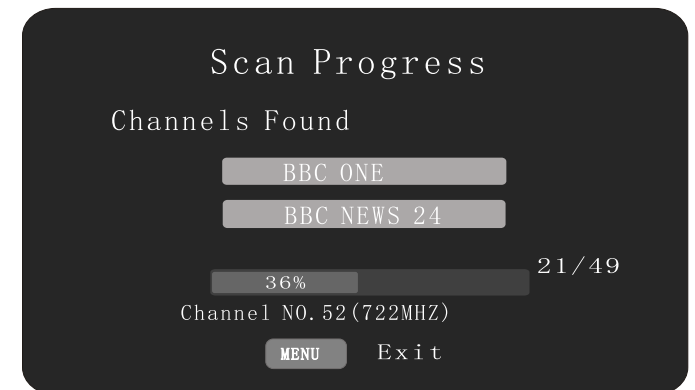 Scan Progress
Channels Found
BBC ONE
BBC NEWS 24
21/49
36%
Channel NO.52(722MHZ)
MENU Exit